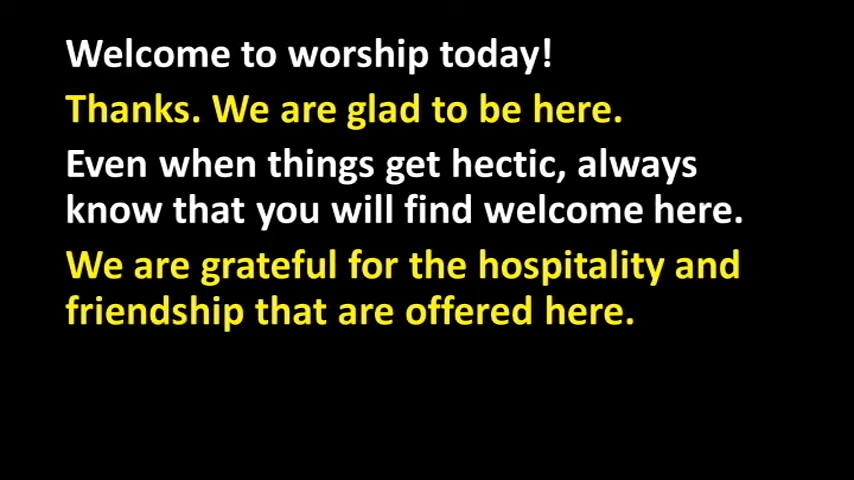 Welcome to worship today!
Thanks. We are glad to be here.
Even when things get hectic, always
know that you will find welcome here.
We are grateful for the hospitality and
friendship that are offered here.